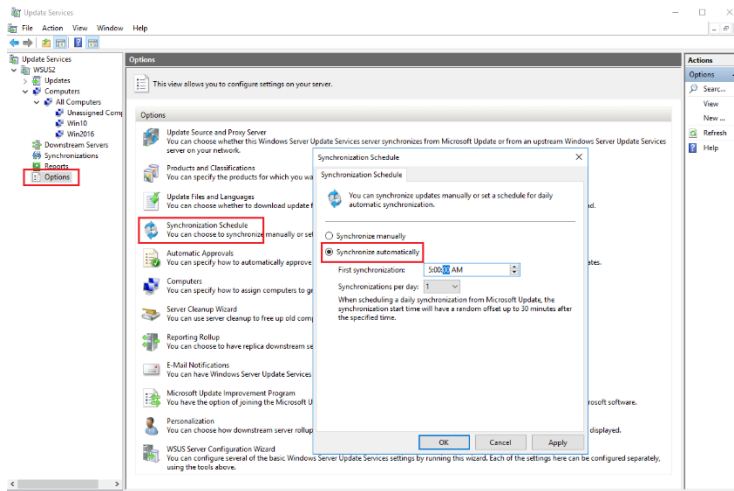 Update Services
File Action View Window Help
Update Services
WSUS2
Updates
Computers
All Computers
Unassigned Comp
Win10
Win2016
Downstream Servers
Synchronizations
Reports
Options
Options
This view allows you to configure settings on your server.
Options
Update Source and Proxy Server
You can choose whether this Windows Server Update Services server synchronizes from Microsoft Update or from an upstream Windows Server Update Services
server on your network.
Products and Classifications
You can specify the products for which you wa
Update Files and Languages
You can choose whether to download update f
ed.
Synchronization Schedule
You can choose to synchronize manually or set
Automatic Approvals
You can specify how to automatically approve
ates.
Computers
You can specify how to assign computers to gr
Server Cleanup Wizard
You can use server cleanup to free up old comp
Reporting Rollup
You can choose to have replica downstream se
E-Mail Notifications
You can have Windows Server Update Services
Microsoft Update Improvement Program
You have the option of joining the Microsoft U
rosoft software.
Personalization
You can choose how downstream server rollup
displayed.
WSUS Server Configuration Wizard
You can configure several of the basic Windows Server Update Services settings by running this wizard. Each of the settings here can be configured separately,
using the tools above.
Synchronization Schedule
Synchronization Schedule
You can synchronize updates manually or set a schedule for daily
automatic synchronization.
Synchronize manually
Synchronize automatically
First synchronization: 5:00:00 AM
Synchronizations per day: 1
When scheduling a daily synchronization from Microsoft Update, the
synchronization start time will have a random offset up to 30 minutes after
the specified time.
OK Cancel Apply
Actions
Options
Searc...
View
New ...
Refresh
Help